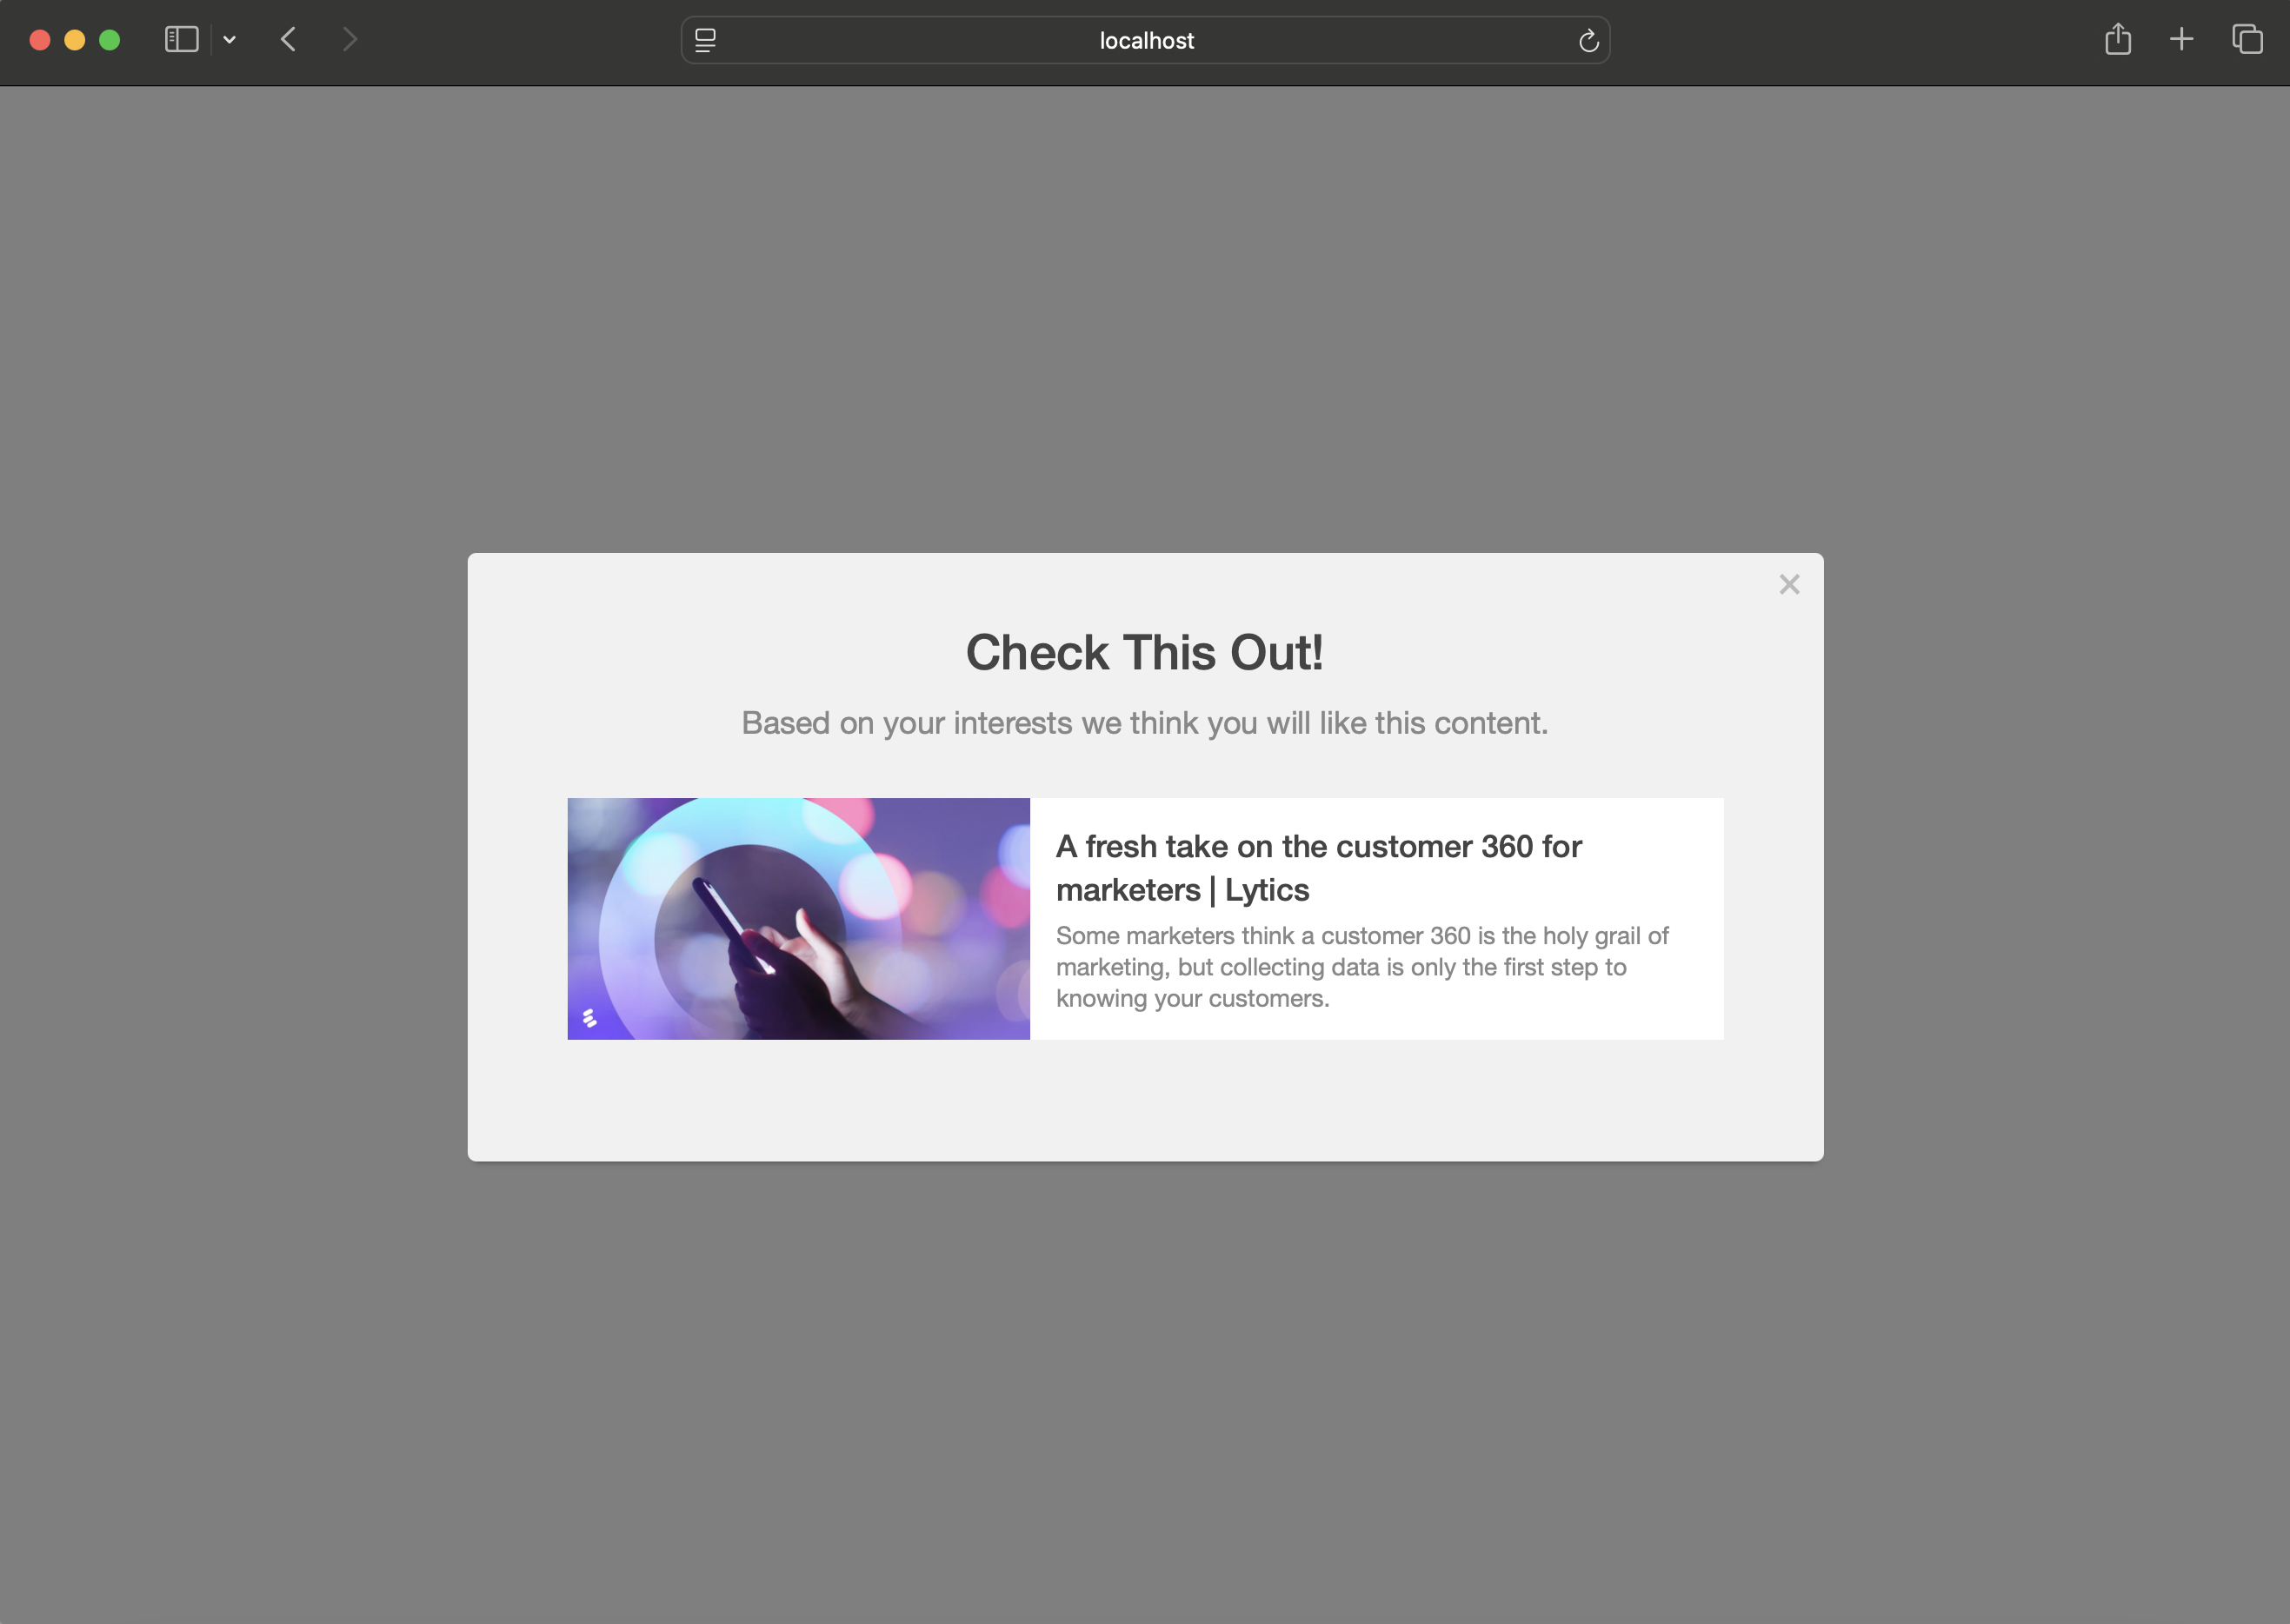 localhost
Check This Out!
Based on your interests we think you will like this content.
A fresh take on the customer 360 for
marketers | Lytics
Some marketers think a customer 360 is the holy grail of
marketing, but collecting data is only the first step to
knowing your customers.